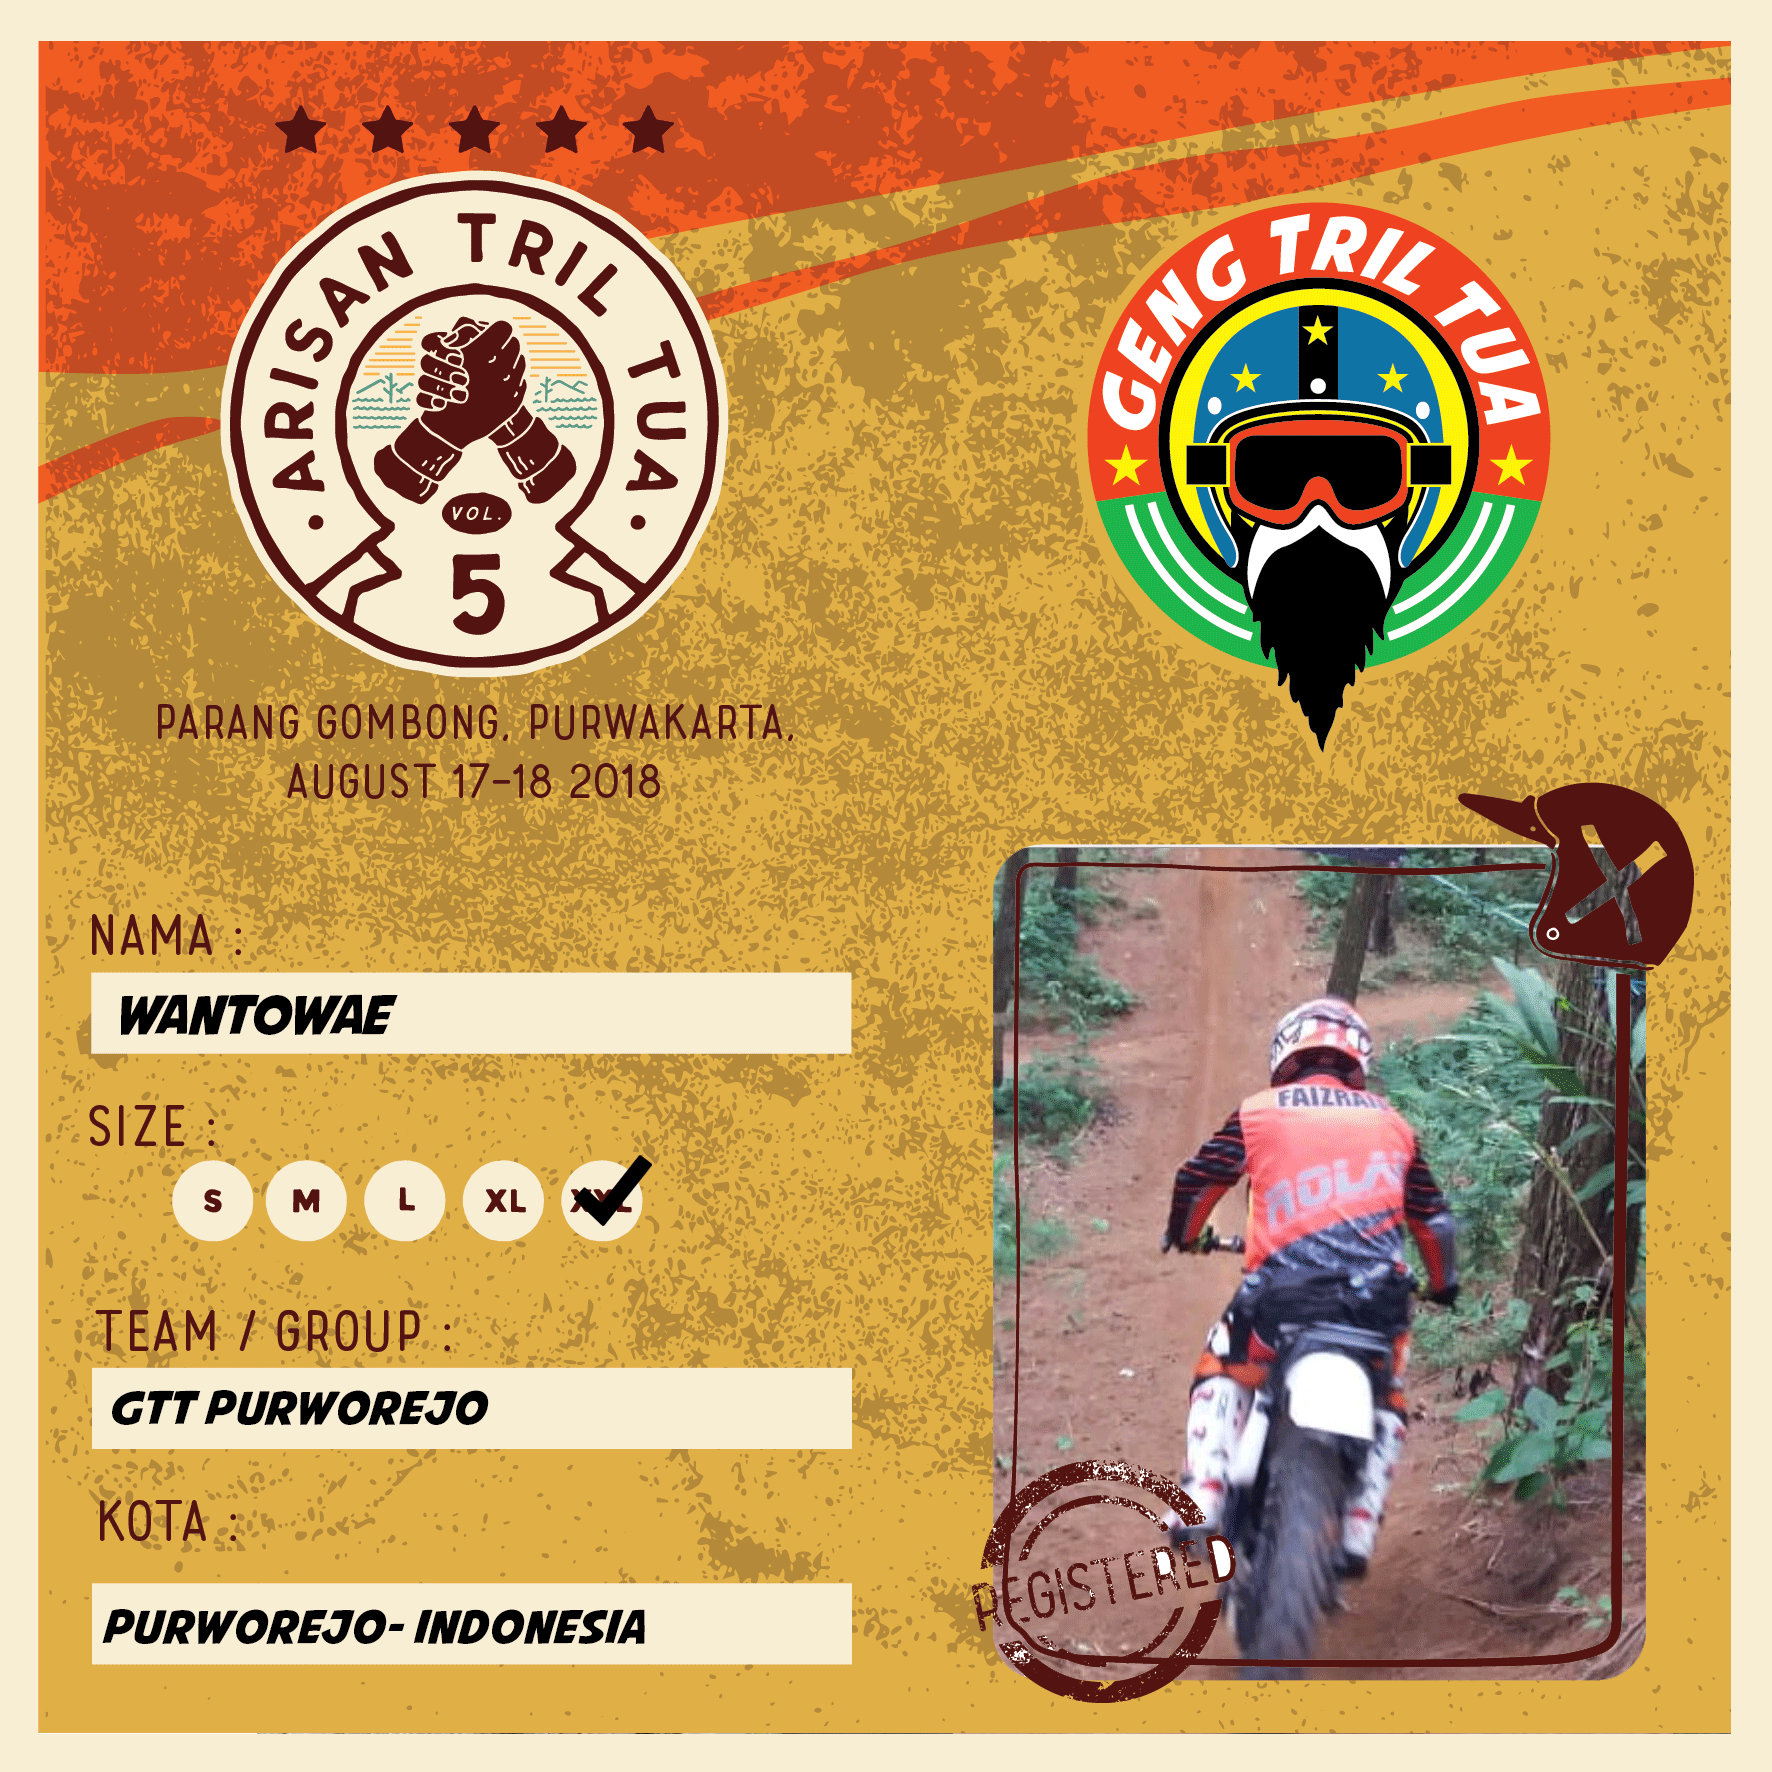 ARISAN TRIL TUA
VOL.
5
GENG TRIL TUA
PARANG GOMBONG, PURWAKARTA,
AUGUST 17-18 2018
NAMA :
WANTOWAE
SIZE :
S M L XL XXL
TEAM / GROUP :
GTT PURWOREJO
KOTA :
PURWOREJO- INDONESIA
REGISTERED